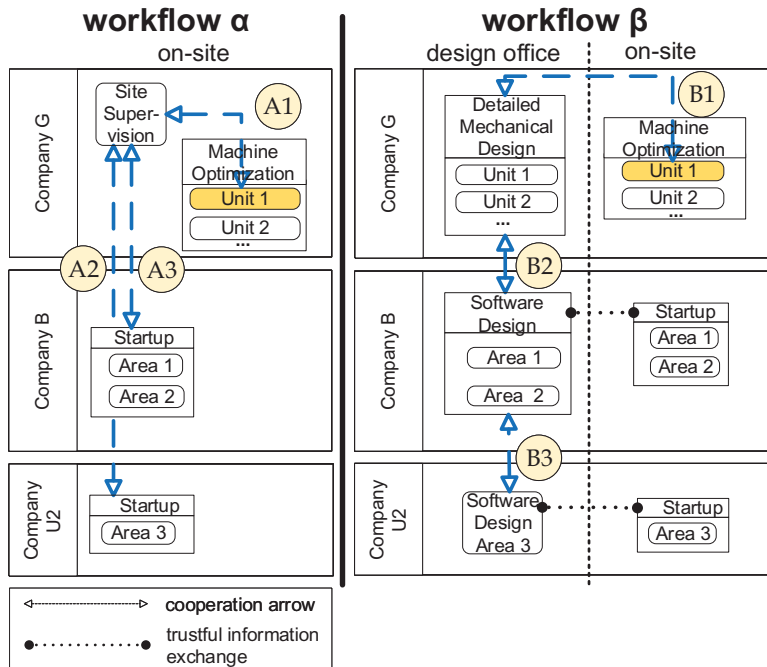 workflow α
on-site
Company G
Site
Super-
vision
A1
Machine
Optimization
Unit 1
Unit 2
...
A2
A3
Company B
Startup
Area 1
Area 2
Company
U2
Startup
Area 3
workflow β
design office
on-site
Company G
Detailed
Mechanical
Design
Unit 1
Unit 2
...
B1
Machine
Optimization
Unit 1
Unit 2
...
B2
Company B
Software
Design
Area 1
Area 2
Startup
Area 1
Area 2
B3
Company
U2
Software
Design
Area 3
Startup
Area 3
cooperation arrow
trustful information
exchange